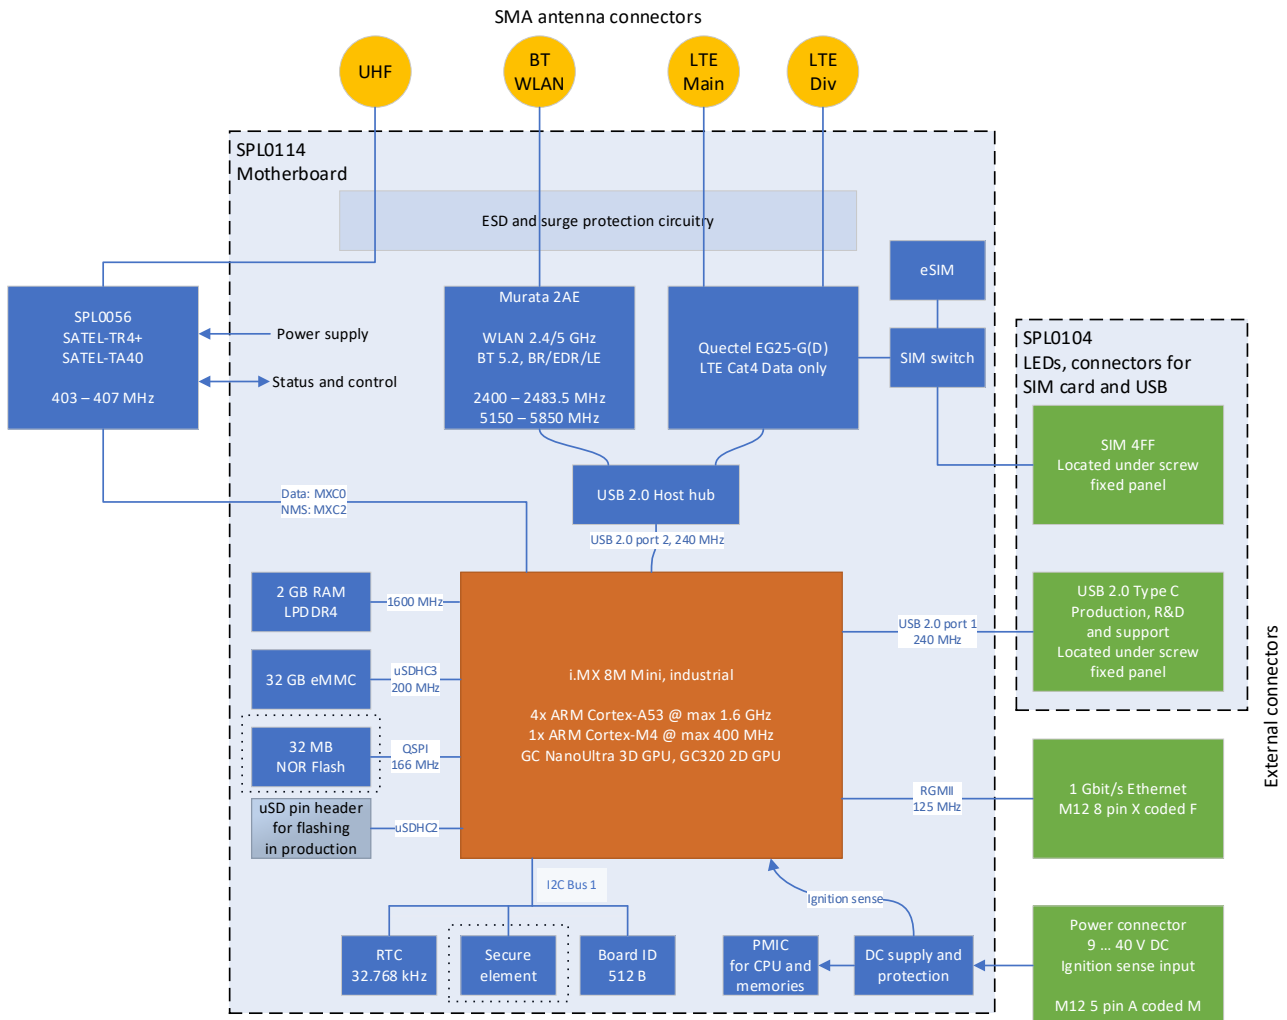 SMA antenna connectors
UHF
BT
WLAN
LTE
Main
LTE
Div
SPL0114
Motherboard
ESD and surge protection circuitry
eSIM
SPL0056
SATEL-TR4+
SATEL-TA40
403 – 407 MHz
Power supply
Status and control
Murata 2AE
WLAN 2.4/5 GHz
BT 5.2, BR/EDR/LE
2400 – 2483.5 MHz
5150 – 5850 MHz
Quectel EG25-G(D)
LTE Cat4 Data only
SIM switch
SPL0104
LEDs, connectors for
SIM card and USB
SIM 4FF
Located under screw
fixed panel
USB 2.0 Host hub
Data: MXC0
NMS: MXC2
USB 2.0 port 2, 240 MHz
2 GB RAM
LPDDR4
1600 MHz
32 GB eMMC
uSDHC3
200 MHz
32 MB
NOR Flash
QSPI
166 MHz
uSD pin header
for flashing
in production
uSDHC2
i.MX 8M Mini, industrial
4x ARM Cortex-A53 @ max 1.6 GHz
1x ARM Cortex-M4 @ max 400 MHz
GC NanoUltra 3D GPU, GC320 2D GPU
USB 2.0 port 1
240 MHz
USB 2.0 Type C
Production, R&D
and support
Located under screw
fixed panel
RGMII
125 MHz
1 Gbit/s Ethernet
M12 8 pin X coded F
External connectors
I2C Bus 1
Ignition sense
RTC
32.768 kHz
Secure
element
Board ID
512 B
PMIC
for CPU and
memories
DC supply and
protection
Power connector
9 … 40 V DC
Ignition sense input
M12 5 pin A coded M